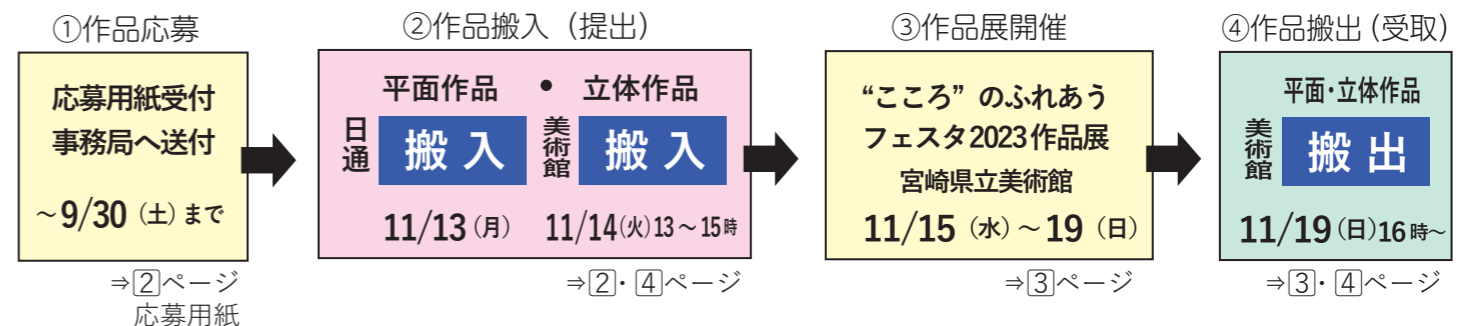 ①作品応募
応募用紙受付
事務局へ送付
～9/30（土）まで
⇒2ページ
応募用紙
②作品搬入（提出）
平面作品 ・ 立体作品
日通 搬入 美術館 搬入
11/13（月） 11/14（火）13～15時
⇒2・4ページ
③作品展開催
“こころ”のふれあう
フェスタ2023作品展
宮崎県立美術館
11/15（水）～19（日）
⇒3ページ
④作品搬出（受取）
平面・立体作品
美術館 搬出
11/19（日）16時～
⇒3・4ページ